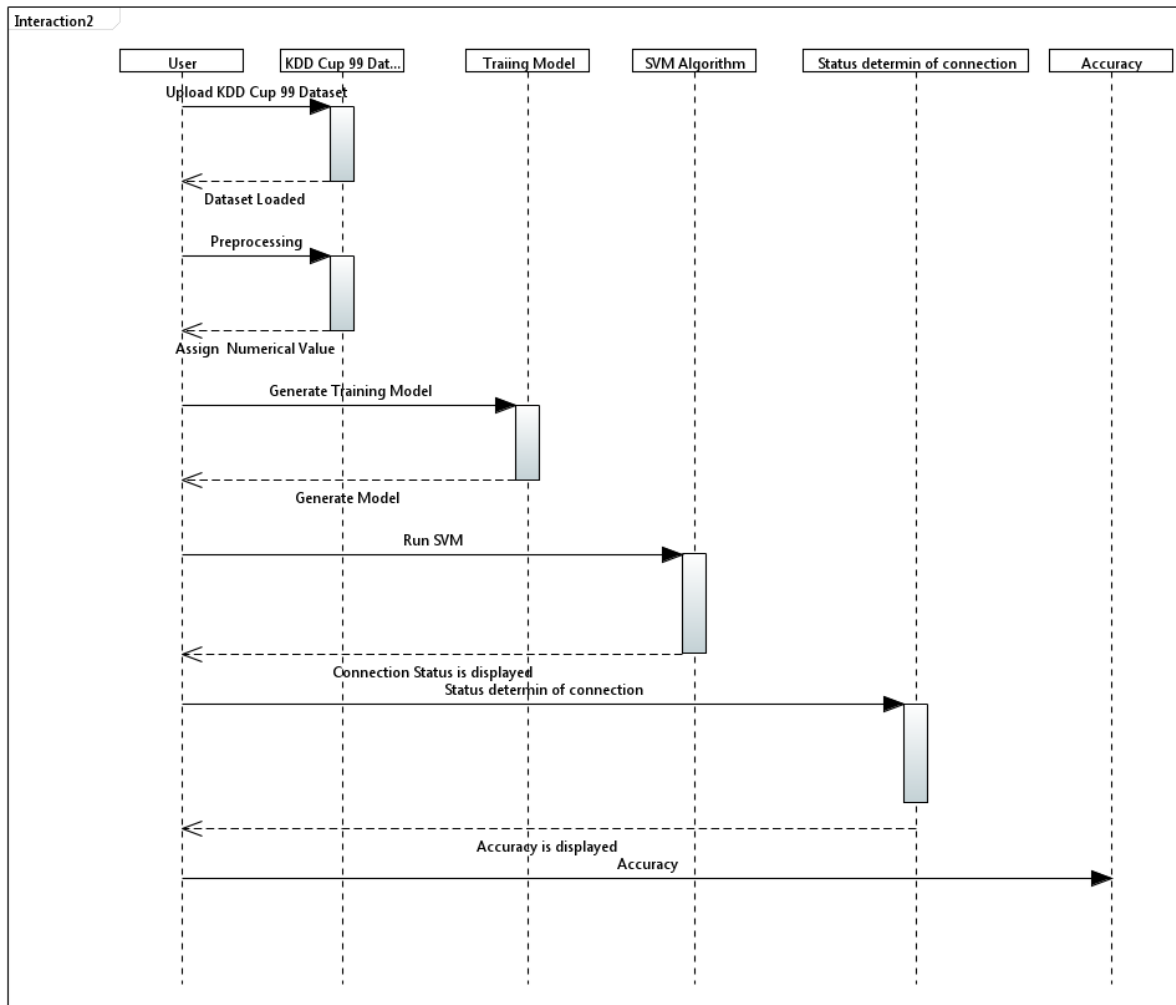 Interaction2
User
KDD Cup 99 Dat...
Traiing Model
SVM Algorithm
Status determin of connection
Accuracy
Upload KDD Cup 99 Dataset
Dataset Loaded
Preprocessing
Assign Numerical Value
Generate Training Model
Generate Model
Run SVM
Connection Status is displayed
Status determin of connection
Accuracy is displayed
Accuracy